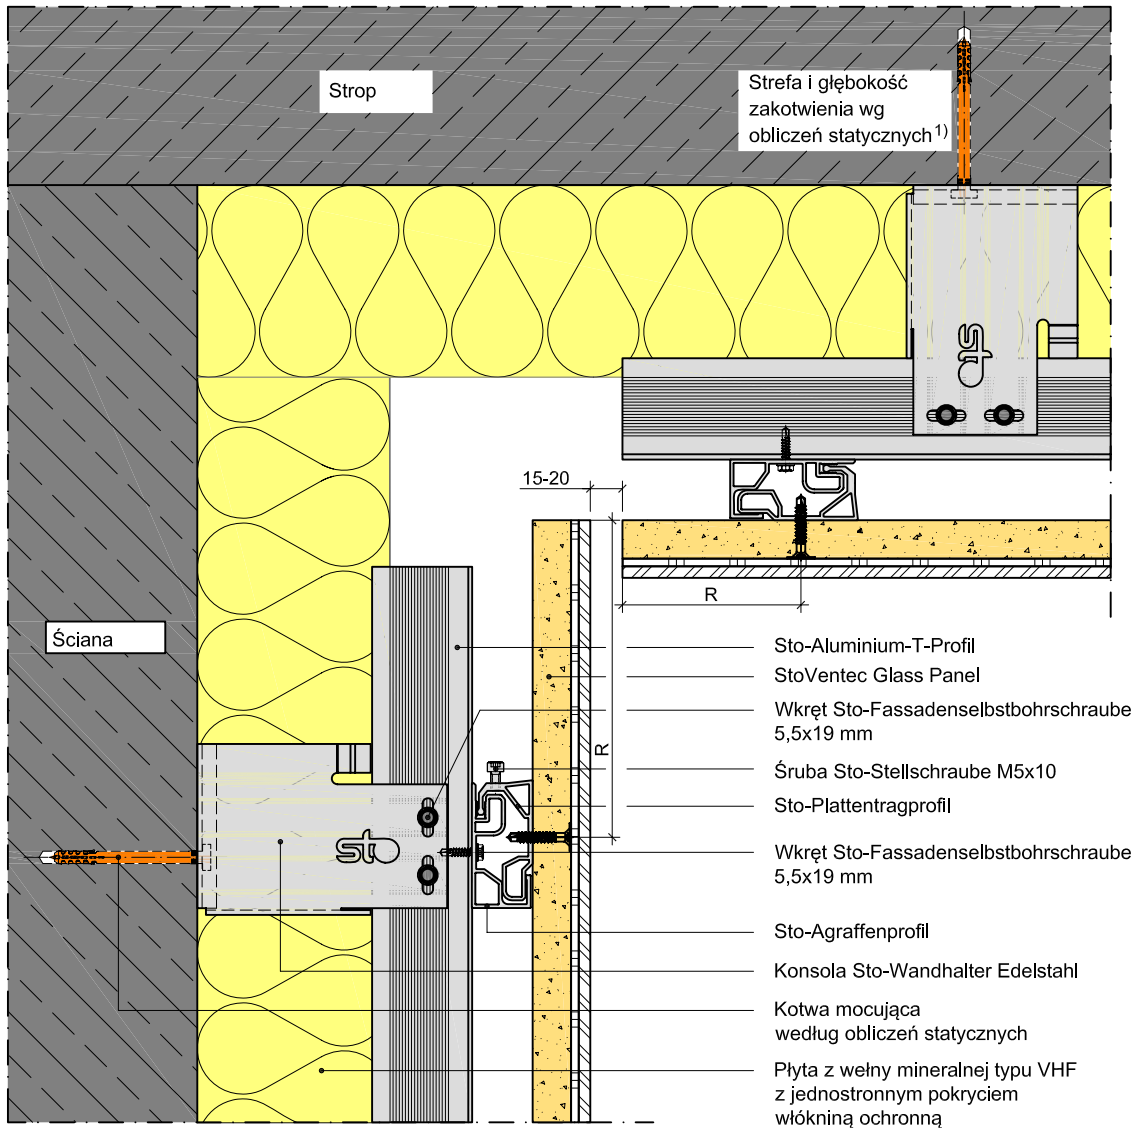 Strop
Strefa i głębokość
zakotwienia wg
obliczeń statycznych1)
sto
15-20
R
Ściana
R
sto
Sto-Aluminium-T-Profil
StoVentec Glass Panel
Wkręt Sto-Fassadenselbstbohrschraube
5,5x19 mm
Śruba Sto-Stellschraube M5x10
Sto-Plattentragprofil
Wkręt Sto-Fassadenselbstbohrschraube
5,5x19 mm
Sto-Agraffenprofil
Konsola Sto-Wandhalter Edelstahl
Kotwa mocująca
według obliczeń statycznych
Płyta z wełny mineralnej typu VHF
z jednostronnym pokryciem
włókniną ochronną